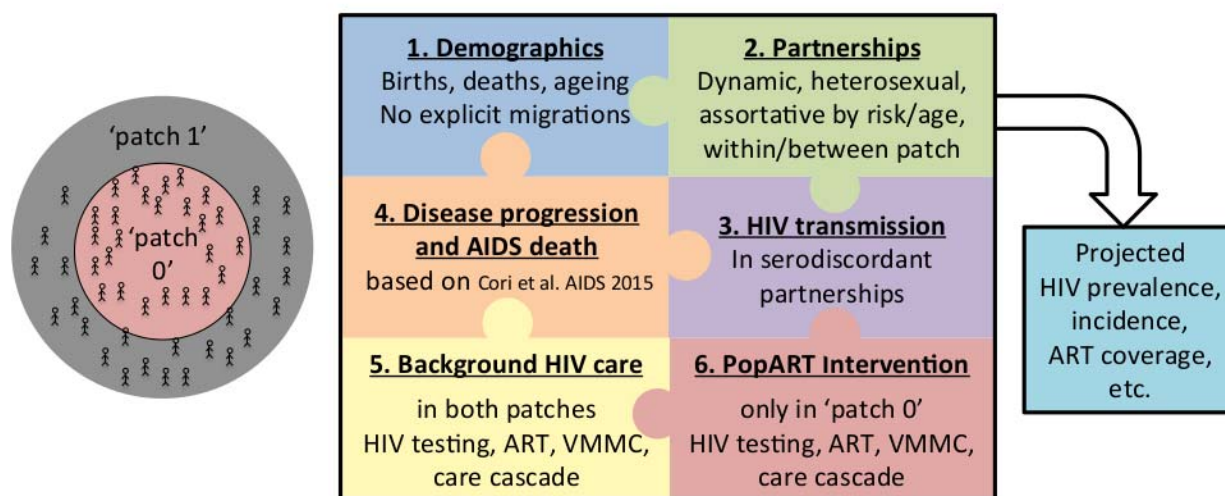 'patch 1'
'patch
0'
1. Demographics
Births, deaths, ageing
No explicit migrations
2. Partnerships
Dynamic, heterosexual,
assortative by risk/age,
within/between patch
4. Disease progression
and AIDS death
based on Cori et al. AIDS 2015
3. HIV transmission
In serodiscordant
partnerships
5. Background HIV care
in both patches
HIV testing, ART, VMMC,
care cascade
6. PopART Intervention
only in 'patch 0'
HIV testing, ART, VMMC,
care cascade
Projected
HIV prevalence,
incidence,
ART coverage,
etc.